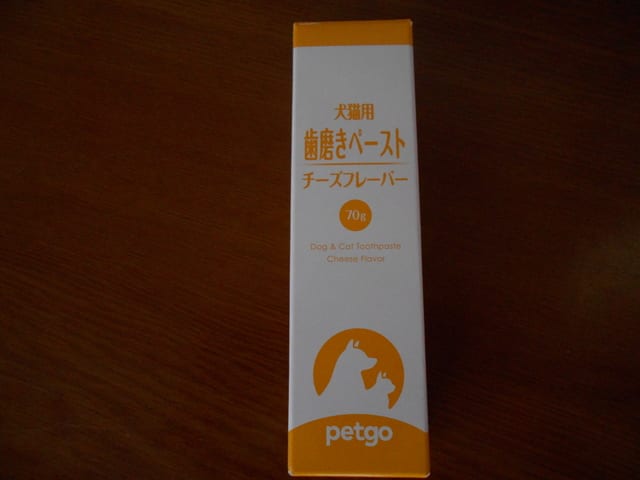 犬猫用
歯磨きペースト
チーズフレーバー
70g
Dog & Cat Toothpaste
Cheese Flavor
petgo